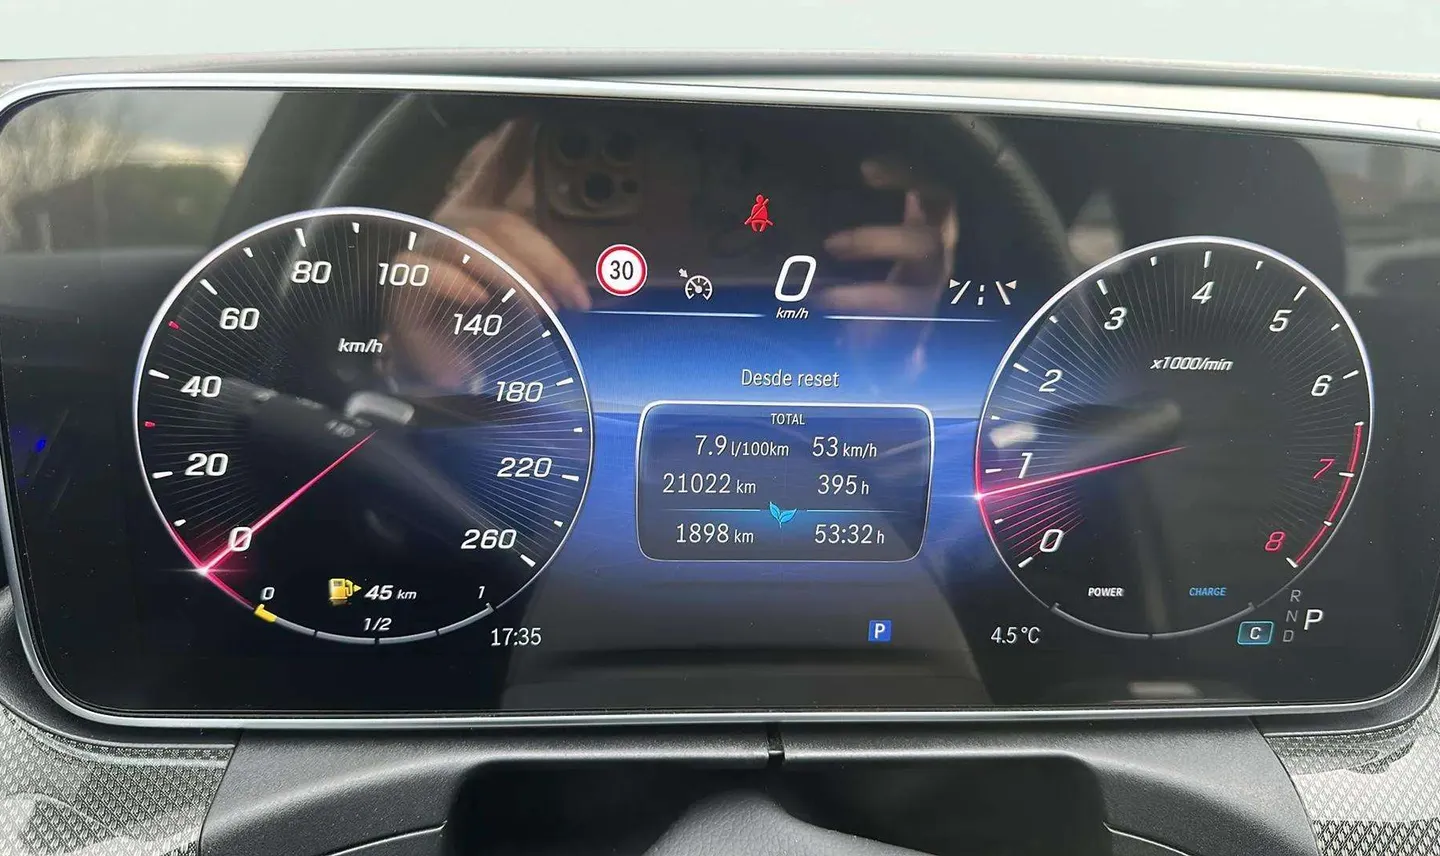 80 100
60 140
40 180
20 220
0 260
km/h
0 45 km 1
1/2
17:35
30
0
km/h
Desde reset
TOTAL
7.9 l/100km 53 km/h
21022 km 395 h
1898 km 53:32 h
P
3 4 5
2 6
1 7
0 8
x1000/min
POWER CHARGE
4.5 °C
C
R
N
D
P